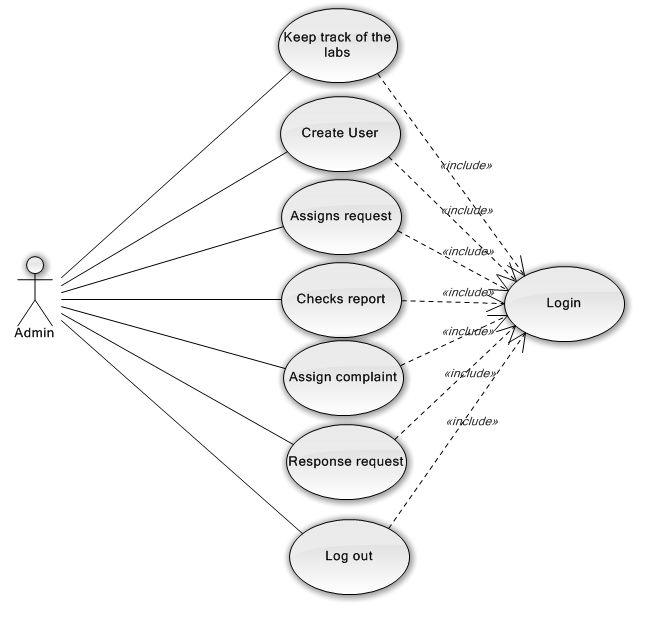 Keep track of the
labs
Create User
«include»
Assigns request
«include»
«include»
Checks report
«include»
Login
Admin
«include»
Assign complaint
«include»
Response request
«include»
Log out